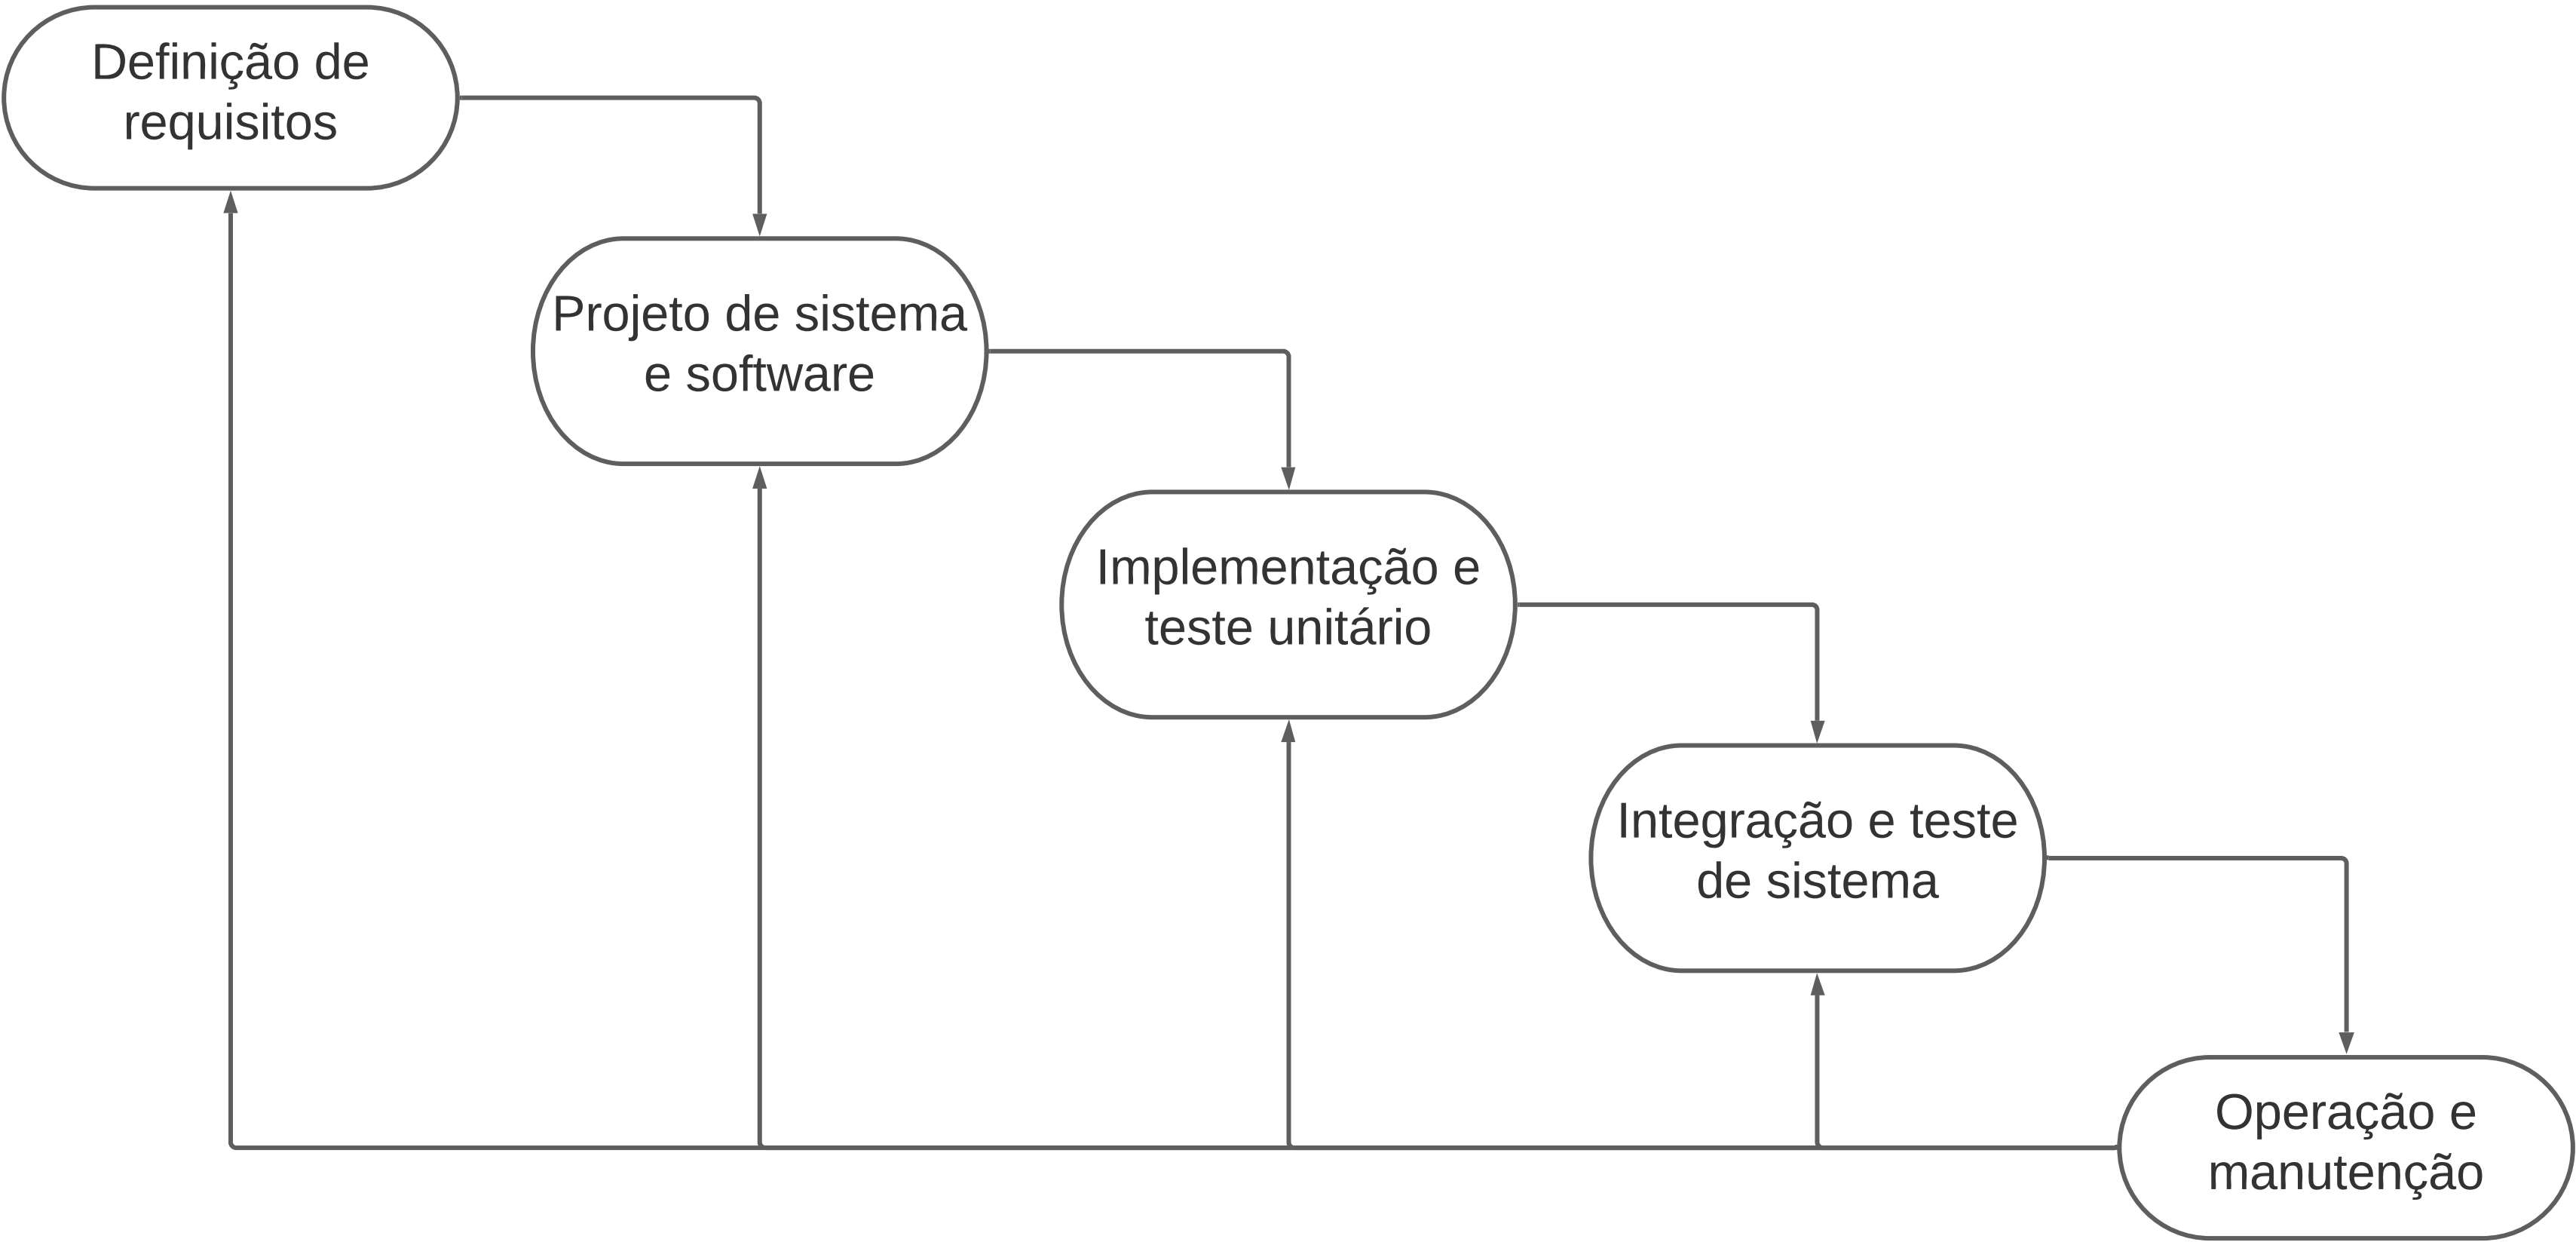 Definição de
requisitos
Projeto de sistema
e software
Implementação e
teste unitário
Integração e teste
de sistema
Operação e
manutenção